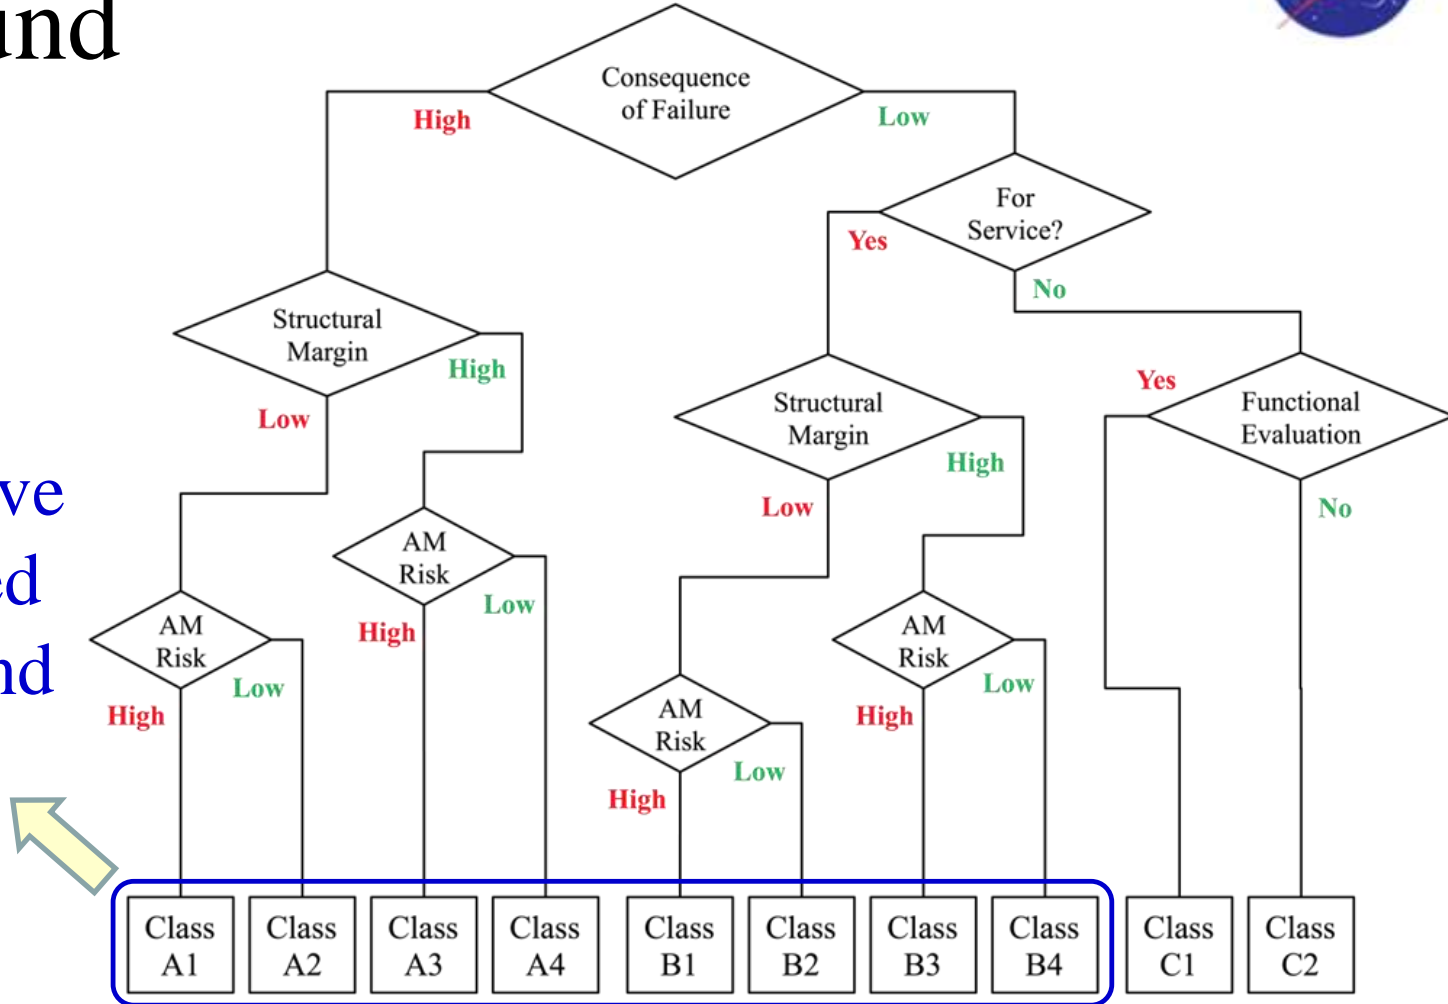 und
Consequence
of Failure
High
Low
For
Service?
Yes
No
Structural
Margin
High
Low
Structural
Margin
High
Low
Yes
Functional
Evaluation
No
ve
ed
nd
AM
Risk
High
Low
AM
Risk
High
Low
AM
Risk
High
Low
AM
Risk
High
Low
Class
A1
Class
A2
Class
A3
Class
A4
Class
B1
Class
B2
Class
B3
Class
B4
Class
C1
Class
C2